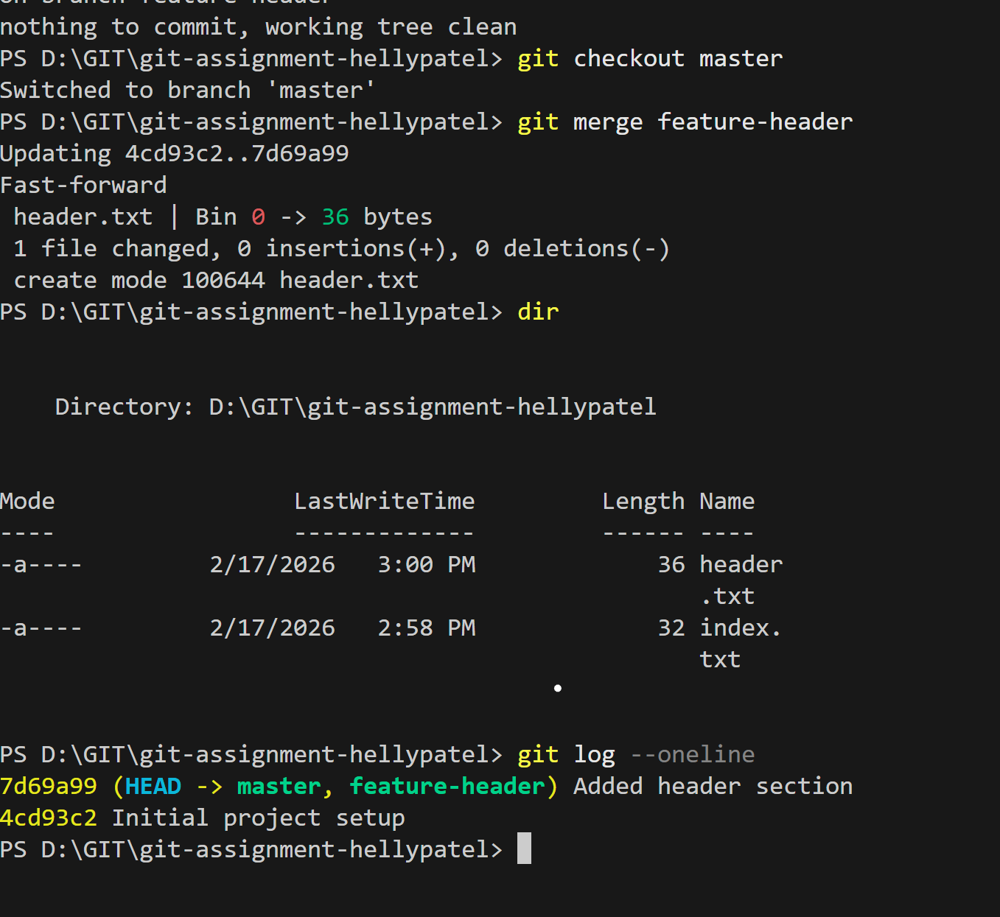 On branch feature-header
nothing to commit, working tree clean
PS D:\GIT\git-assignment-hellypatel> git checkout master
Switched to branch 'master'
PS D:\GIT\git-assignment-hellypatel> git merge feature-header
Updating 4cd93c2..7d69a99
Fast-forward
 header.txt | Bin 0 -> 36 bytes
 1 file changed, 0 insertions(+), 0 deletions(-)
 create mode 100644 header.txt
PS D:\GIT\git-assignment-hellypatel> dir
    Directory: D:\GIT\git-assignment-hellypatel
Mode                 LastWriteTime         Length Name
----                 -------------         ------ ----
-a----         2/17/2026   3:00 PM             36 header
                                                  .txt
-a----         2/17/2026   2:58 PM             32 index.
                                                  txt
PS D:\GIT\git-assignment-hellypatel> git log --oneline
7d69a99 (HEAD -> master, feature-header) Added header section
4cd93c2 Initial project setup
PS D:\GIT\git-assignment-hellypatel>